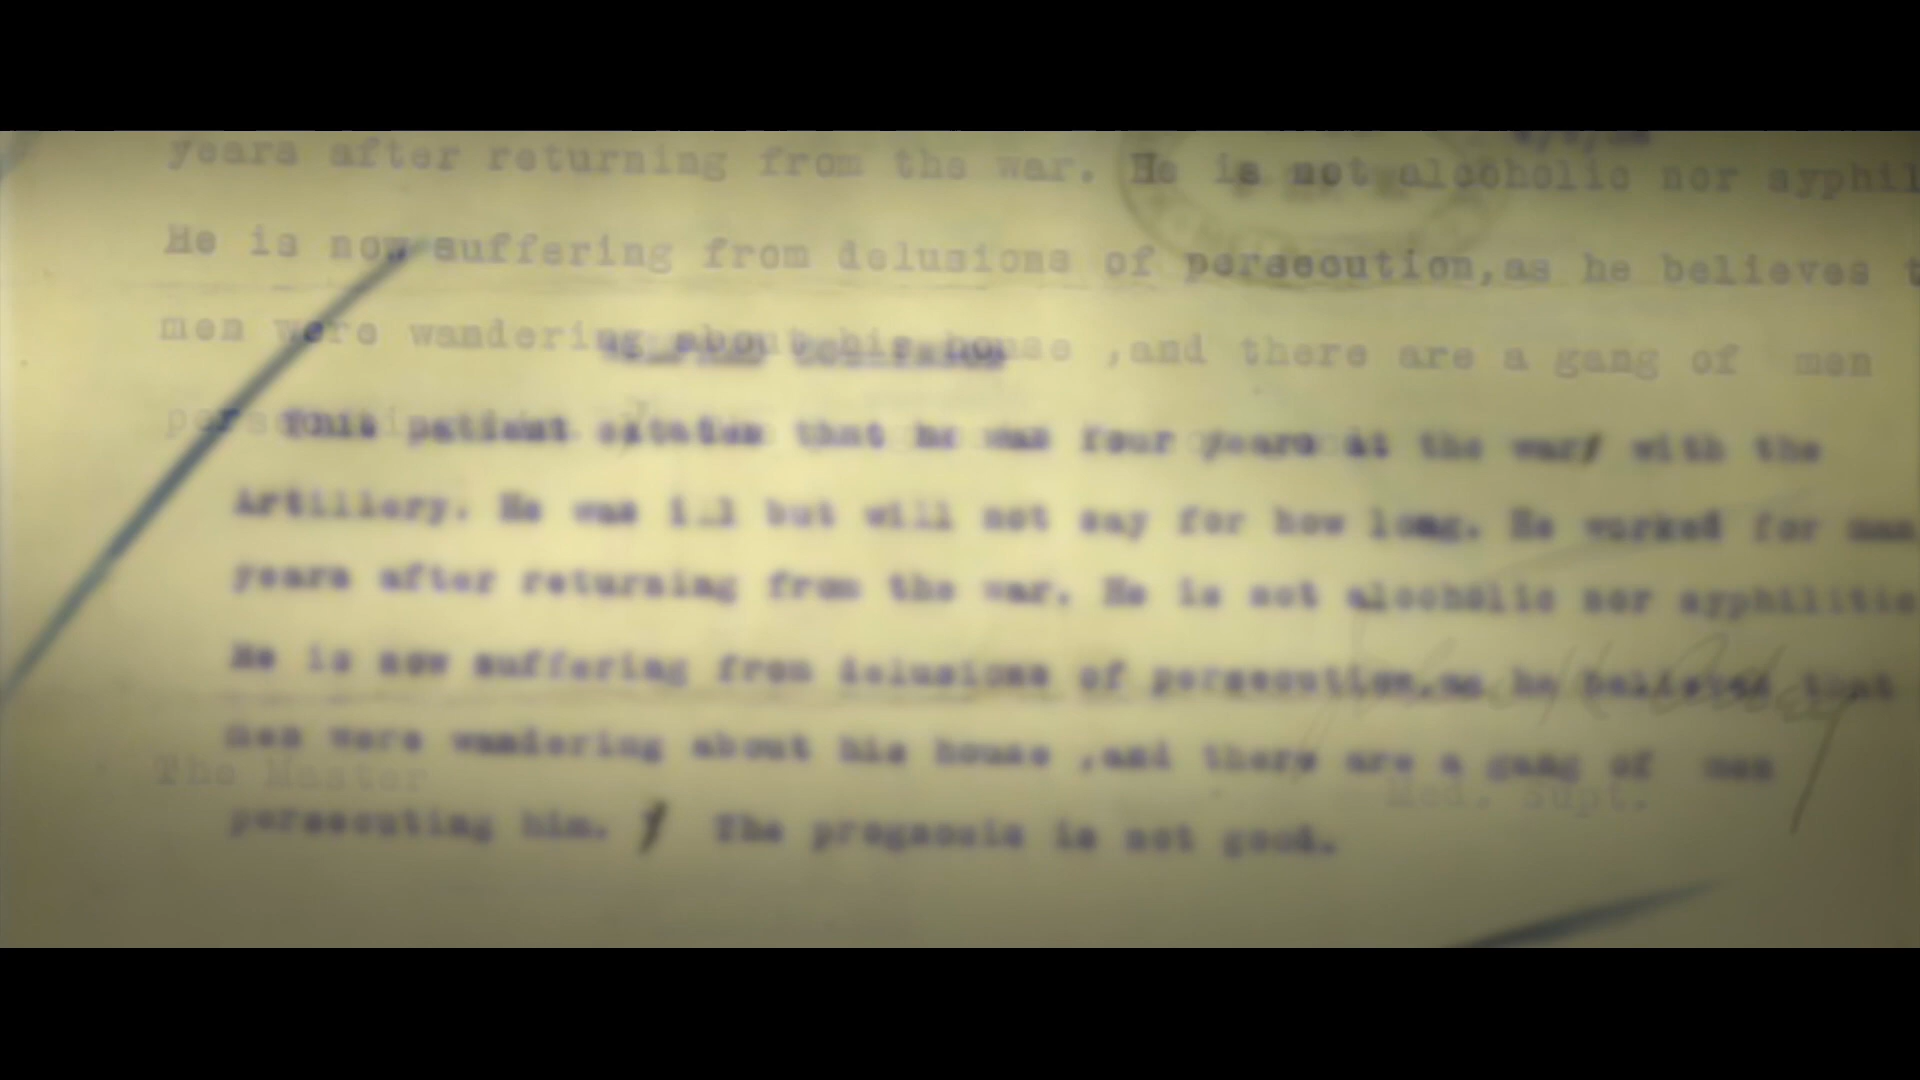 years after returning from the war. He is not alcoholic nor syphil
He is now suffering from delusions of persecution,as he believes t
men were wandering about his house ,and there are a gang of men
This patient states that he was four years at the war with the
Artillery. He was ill but will not say for how long. He worked for man
years after returning from the war. He is not alcoholic nor syphilitic
He is now suffering from delusions of persecution,as he believes that
men were wandering about his house ,and there are a gang of men
The Master
Med. Supt.
persecuting him. The prognosis is not good.